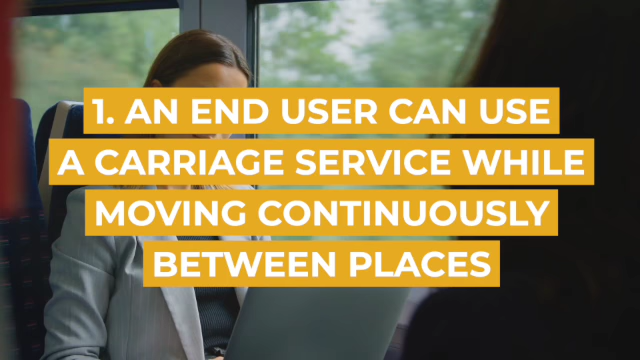 1. AN END USER CAN USE
A CARRIAGE SERVICE WHILE
MOVING CONTINUOUSLY
BETWEEN PLACES